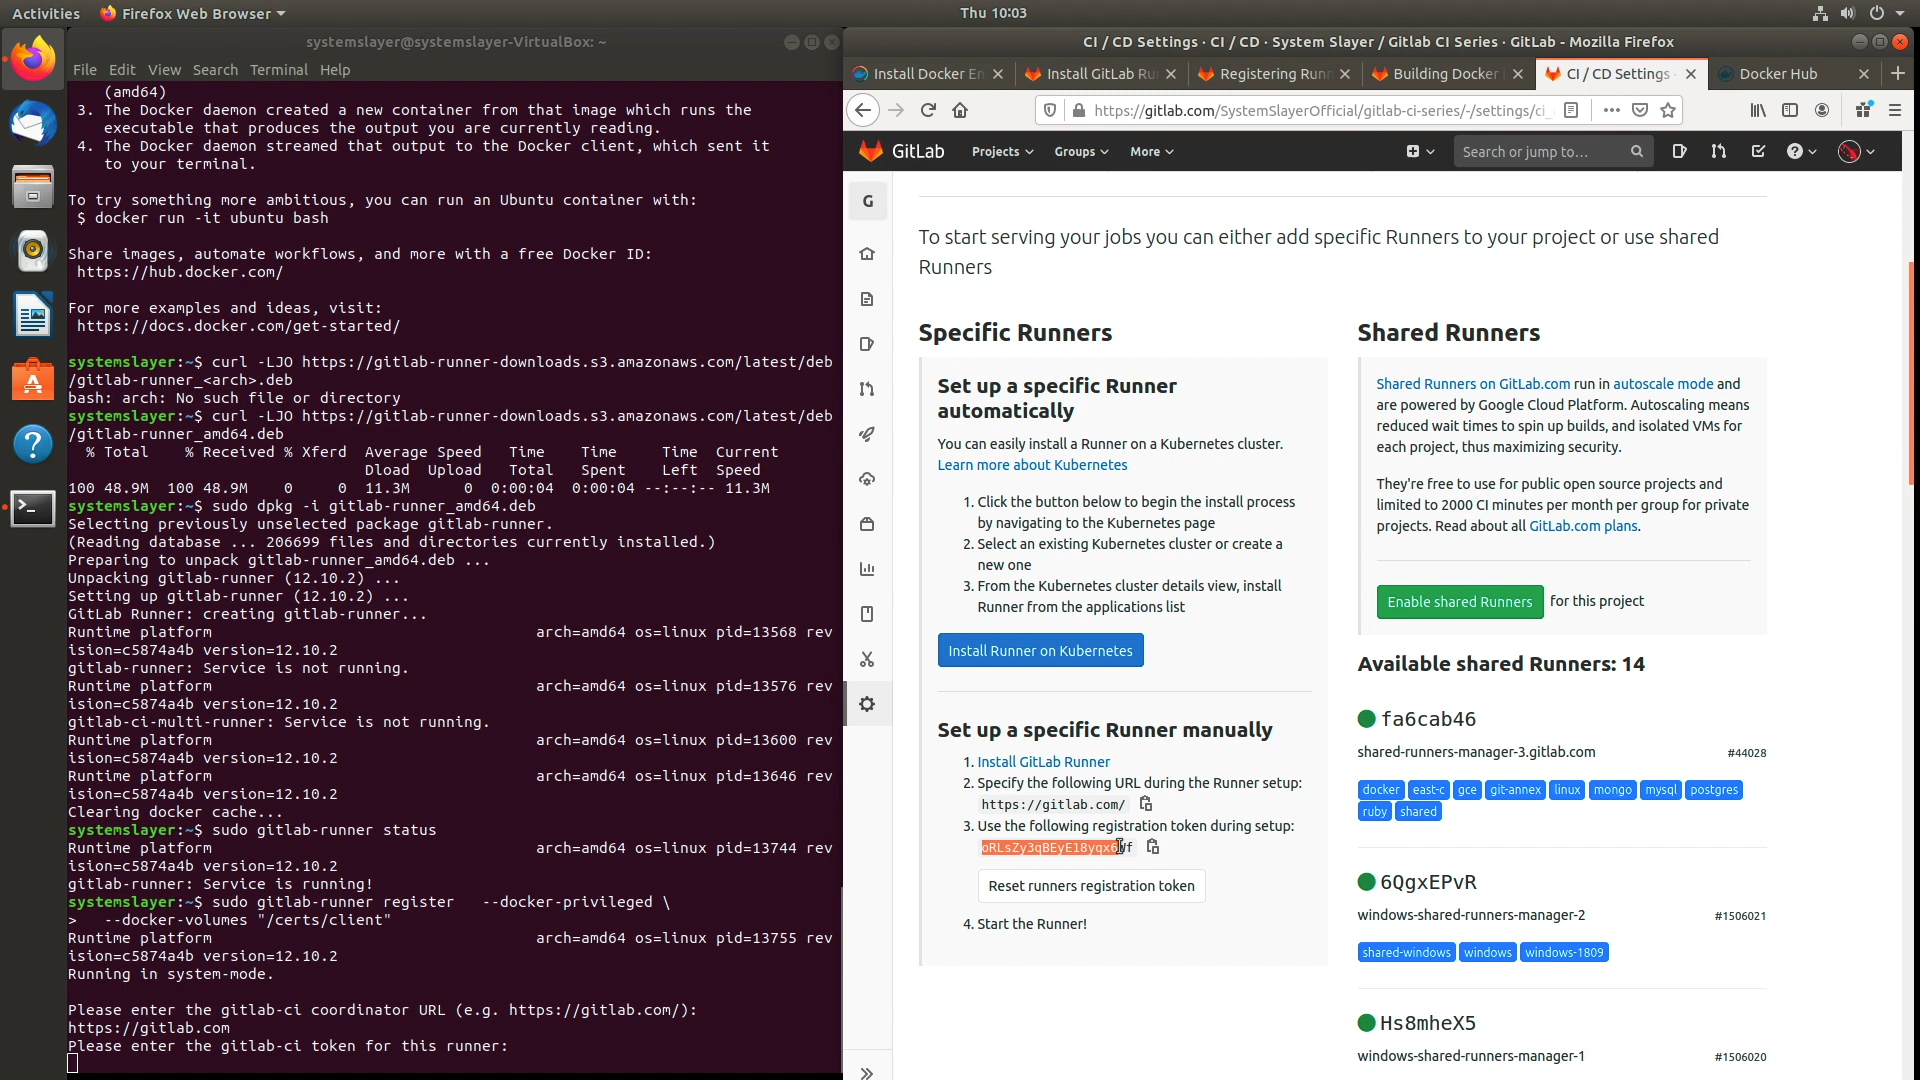 Activities
Firefox Web Browser
Thu 10:03
systemslayer@systemslayer-VirtualBox: ~
File Edit View Search Terminal Help
(amd64)
3. The Docker daemon created a new container from that image which runs the
executable that produces the output you are currently reading.
4. The Docker daemon streamed that output to the Docker client, which sent it
to your terminal.
To try something more ambitious, you can run an Ubuntu container with:
$ docker run -it ubuntu bash
Share images, automate workflows, and more with a free Docker ID:
https://hub.docker.com/
For more examples and ideas, visit:
https://docs.docker.com/get-started/
systemslayer:~$ curl -LJO https://gitlab-runner-downloads.s3.amazonaws.com/latest/deb
/gitlab-runner_<arch>.deb
bash: arch: No such file or directory
systemslayer:~$ curl -LJO https://gitlab-runner-downloads.s3.amazonaws.com/latest/deb
/gitlab-runner_amd64.deb
% Total % Received % Xferd Average Speed Time Time Time Current
Dload Upload Total Spent Left Speed
100 48.9M 100 48.9M 0 0 11.3M 0 0:00:04 0:00:04 --:--:-- 11.3M
systemslayer:~$ sudo dpkg -i gitlab-runner_amd64.deb
Selecting previously unselected package gitlab-runner.
(Reading database ... 206699 files and directories currently installed.)
Preparing to unpack gitlab-runner_amd64.deb ...
Unpacking gitlab-runner (12.10.2) ...
Setting up gitlab-runner (12.10.2) ...
GitLab Runner: creating gitlab-runner...
Runtime platform arch=amd64 os=linux pid=13568 rev
ision=c5874a4b version=12.10.2
gitlab-runner: Service is not running.
Runtime platform arch=amd64 os=linux pid=13576 rev
ision=c5874a4b version=12.10.2
gitlab-ci-multi-runner: Service is not running.
Runtime platform arch=amd64 os=linux pid=13600 rev
ision=c5874a4b version=12.10.2
Runtime platform arch=amd64 os=linux pid=13646 rev
ision=c5874a4b version=12.10.2
Clearing docker cache...
systemslayer:~$ sudo gitlab-runner status
Runtime platform arch=amd64 os=linux pid=13744 rev
ision=c5874a4b version=12.10.2
gitlab-runner: Service is running!
systemslayer:~$ sudo gitlab-runner register --docker-privileged \
> --docker-volumes "/certs/client"
Runtime platform arch=amd64 os=linux pid=13755 rev
ision=c5874a4b version=12.10.2
Running in system-mode.
Please enter the gitlab-ci coordinator URL (e.g. https://gitlab.com/):
https://gitlab.com
Please enter the gitlab-ci token for this runner:
CI / CD Settings · CI / CD · System Slayer / Gitlab CI Series · GitLab - Mozilla Firefox
Install Docker En
Install GitLab Ru
Registering Runn
Building Docker
CI / CD Settings
Docker Hub
https://gitlab.com/SystemSlayerOfficial/gitlab-ci-series/-/settings/ci_
GitLab Projects Groups More
Search or jump to...
G
To start serving your jobs you can either add specific Runners to your project or use shared
Runners
Specific Runners
Set up a specific Runner
automatically
You can easily install a Runner on a Kubernetes cluster.
Learn more about Kubernetes
1. Click the button below to begin the install process
by navigating to the Kubernetes page
2. Select an existing Kubernetes cluster or create a
new one
3. From the Kubernetes cluster details view, install
Runner from the applications list
Install Runner on Kubernetes
Set up a specific Runner manually
1. Install GitLab Runner
2. Specify the following URL during the Runner setup:
https://gitlab.com/
3. Use the following registration token during setup:
Reset runners registration token
4. Start the Runner!
Shared Runners
Shared Runners on GitLab.com run in autoscale mode and
are powered by Google Cloud Platform. Autoscaling means
reduced wait times to spin up builds, and isolated VMs for
each project, thus maximizing security.
They're free to use for public open source projects and
limited to 2000 CI minutes per month per group for private
projects. Read about all GitLab.com plans.
Enable shared Runners for this project
Available shared Runners: 14
fa6cab46
shared-runners-manager-3.gitlab.com #44028
docker east-c gce git-annex linux mongo mysql postgres
ruby shared
6QgxEPvR
windows-shared-runners-manager-2 #1506021
shared-windows windows windows-1809
Hs8mheX5
windows-shared-runners-manager-1 #1506020